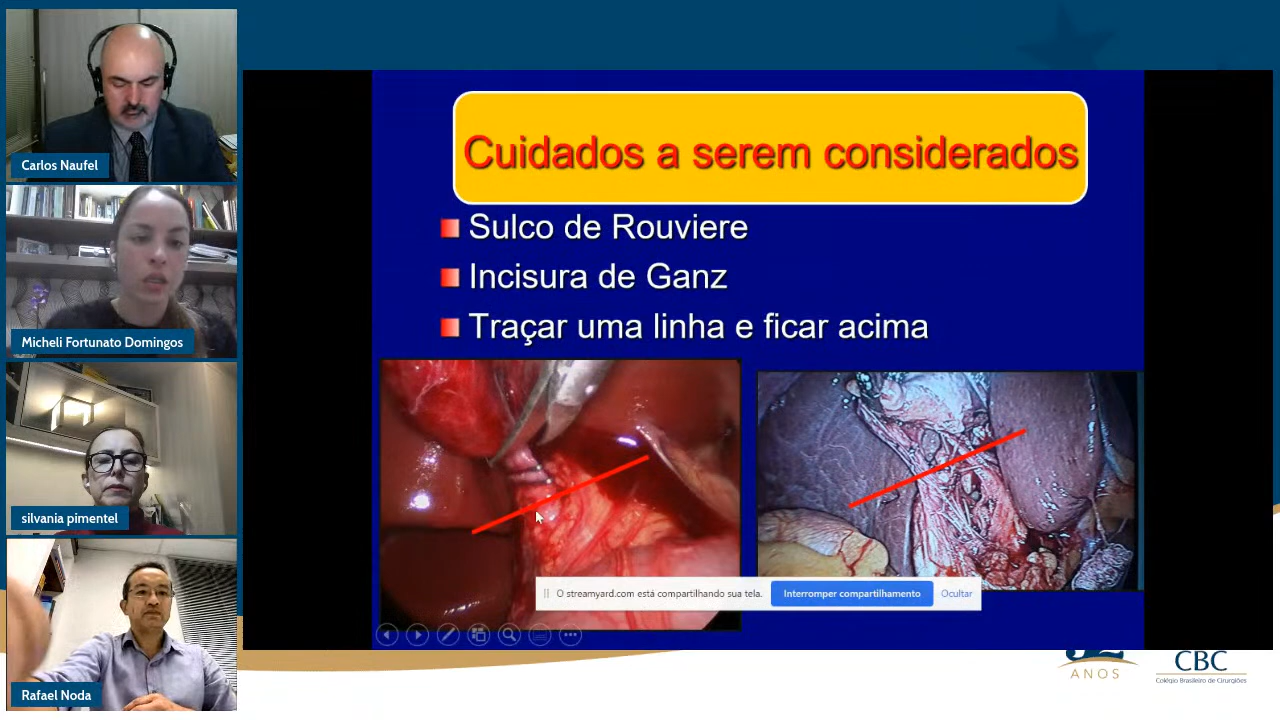 Carlos Naufel
Micheli Fortunato Domingos
silvania pimentel
Rafael Noda
Cuidados a serem considerados
Sulco de Rouviere
Incisura de Ganz
Traçar uma linha e ficar acima
O streamyard.com está compartilhando sua tela.
Interromper compartilhamento
Ocultar
ANOS
CBC
Colégio Brasileiro de Cirurgiões